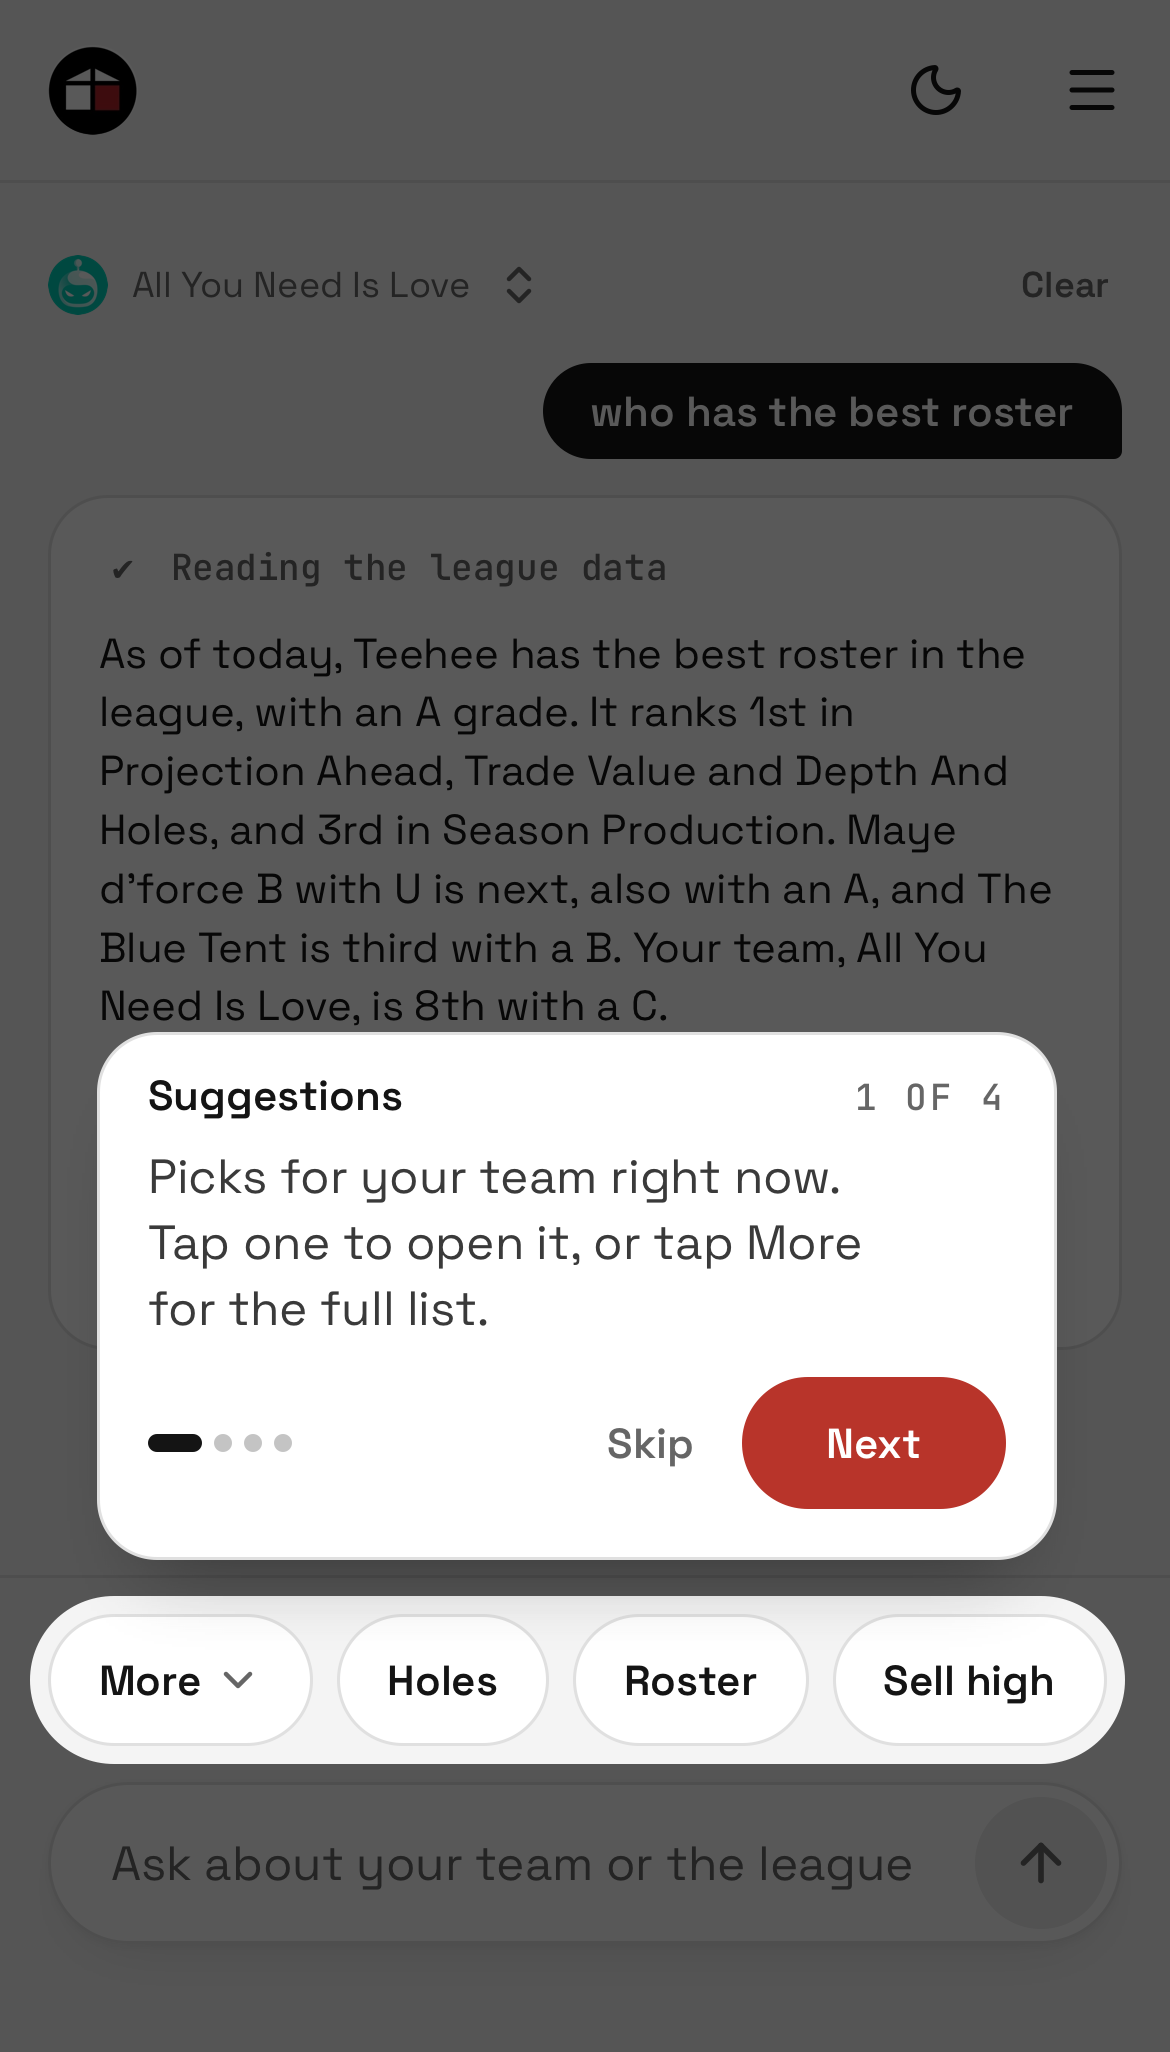 All You Need Is Love
Clear
who has the best roster
✔ Reading the league data
As of today, Teehee has the best roster in the
league, with an A grade. It ranks 1st in
Projection Ahead, Trade Value and Depth And
Holes, and 3rd in Season Production. Maye
d’force B with U is next, also with an A, and The
Blue Tent is third with a B. Your team, All You
Need Is Love, is 8th with a C.
Suggestions
1 OF 4
Picks for your team right now.
Tap one to open it, or tap More
for the full list.
Skip
Next
More
Holes
Roster
Sell high
Ask about your team or the league